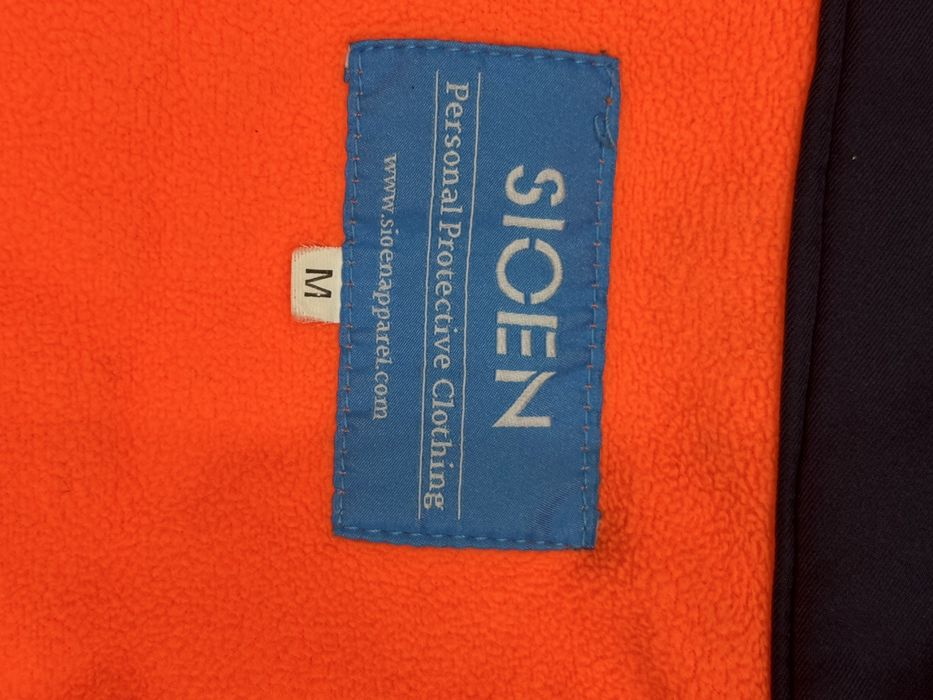 SIOEN
Personal Protective Clothing
www.sioenapparel.com
M